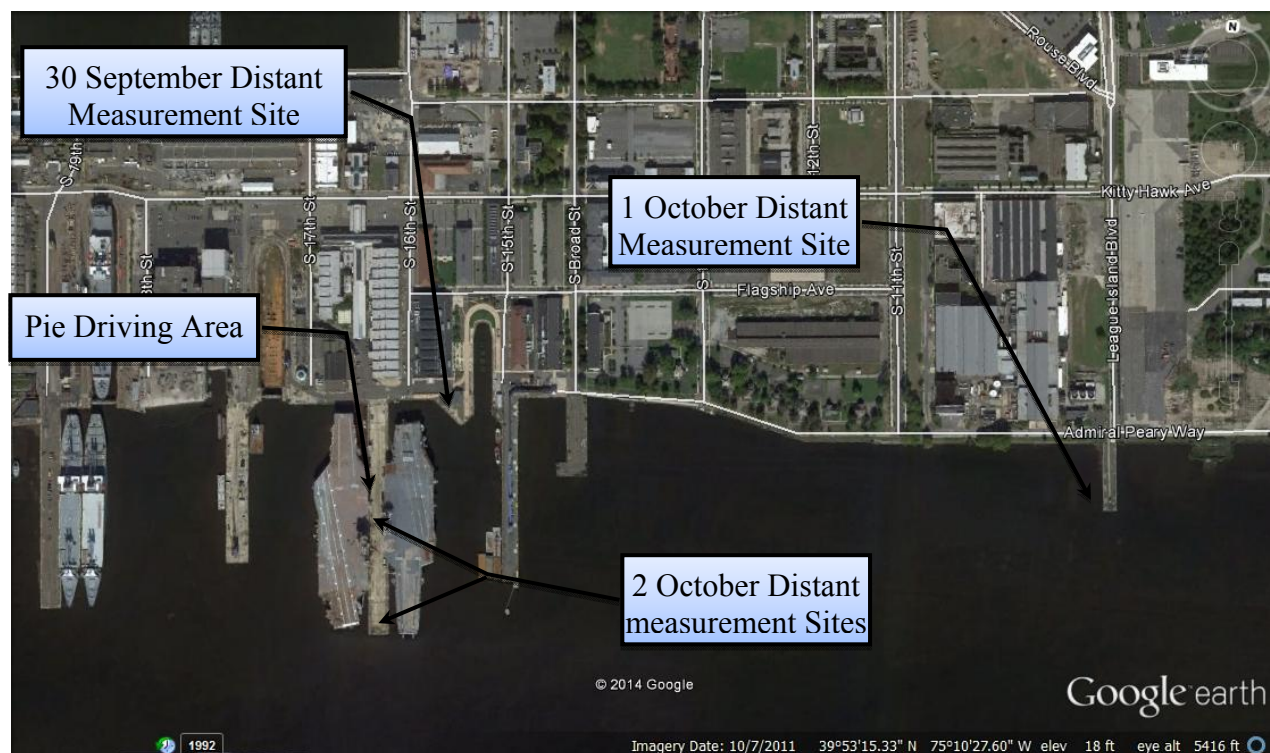 30 September Distant
Measurement Site
Rouse Blvd
N
S 19th St
S 17th St
S 16th St
S 15th St
S Broad St
12th St
Kitty Hawk Ave
1 October Distant
Measurement Site
Flagship Ave
S 11th St
League Island Blvd
Pie Driving Area
Admiral Peary Way
2 October Distant
measurement Sites
© 2014 Google
Google earth
1992
Imagery Date: 10/7/2011 39°53'15.33" N 75°10'27.60" W elev 18 ft eye alt 5416 ft